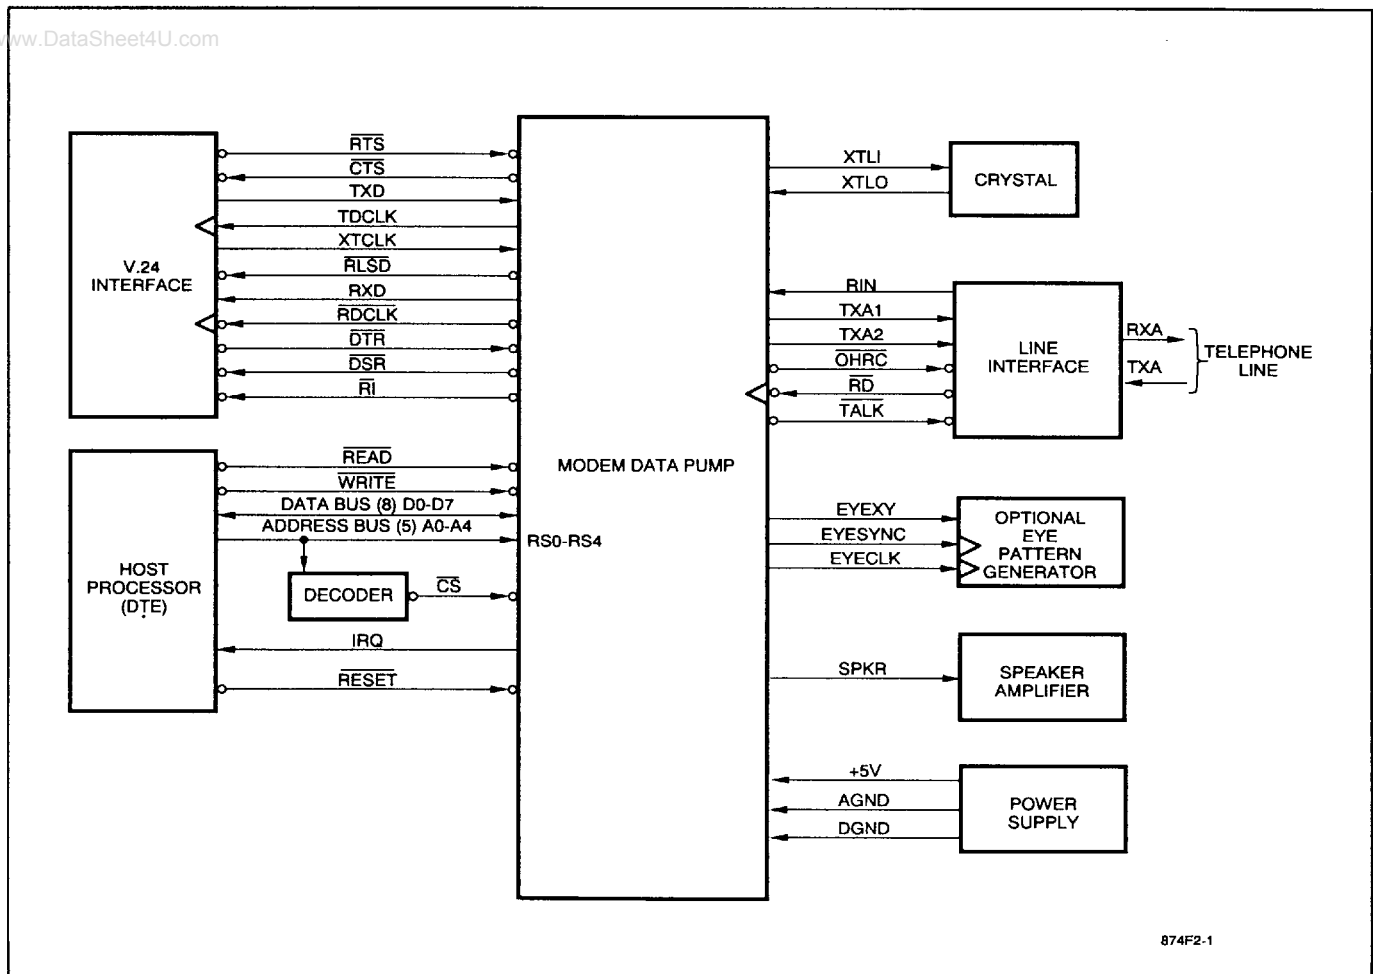 www.DataSheet4U.com
RTS
CTS
TXD
TDCLK
XTCLK
RLSD
RXD
RDCLK
DTR
DSR
RI
V.24
INTERFACE
READ
WRITE
DATA BUS (8) D0-D7
ADDRESS BUS (5) A0-A4
RS0-RS4
HOST
PROCESSOR
(DTE)
DECODER
CS
IRQ
RESET
MODEM DATA PUMP
XTLI
XTLO
CRYSTAL
RIN
TXA1
TXA2
OHRC
RD
TALK
LINE
INTERFACE
RXA
TXA
TELEPHONE
LINE
EYEXY
EYESYNC
EYECLK
OPTIONAL
EYE
PATTERN
GENERATOR
SPKR
SPEAKER
AMPLIFIER
+5V
AGND
DGND
POWER
SUPPLY
874F2-1